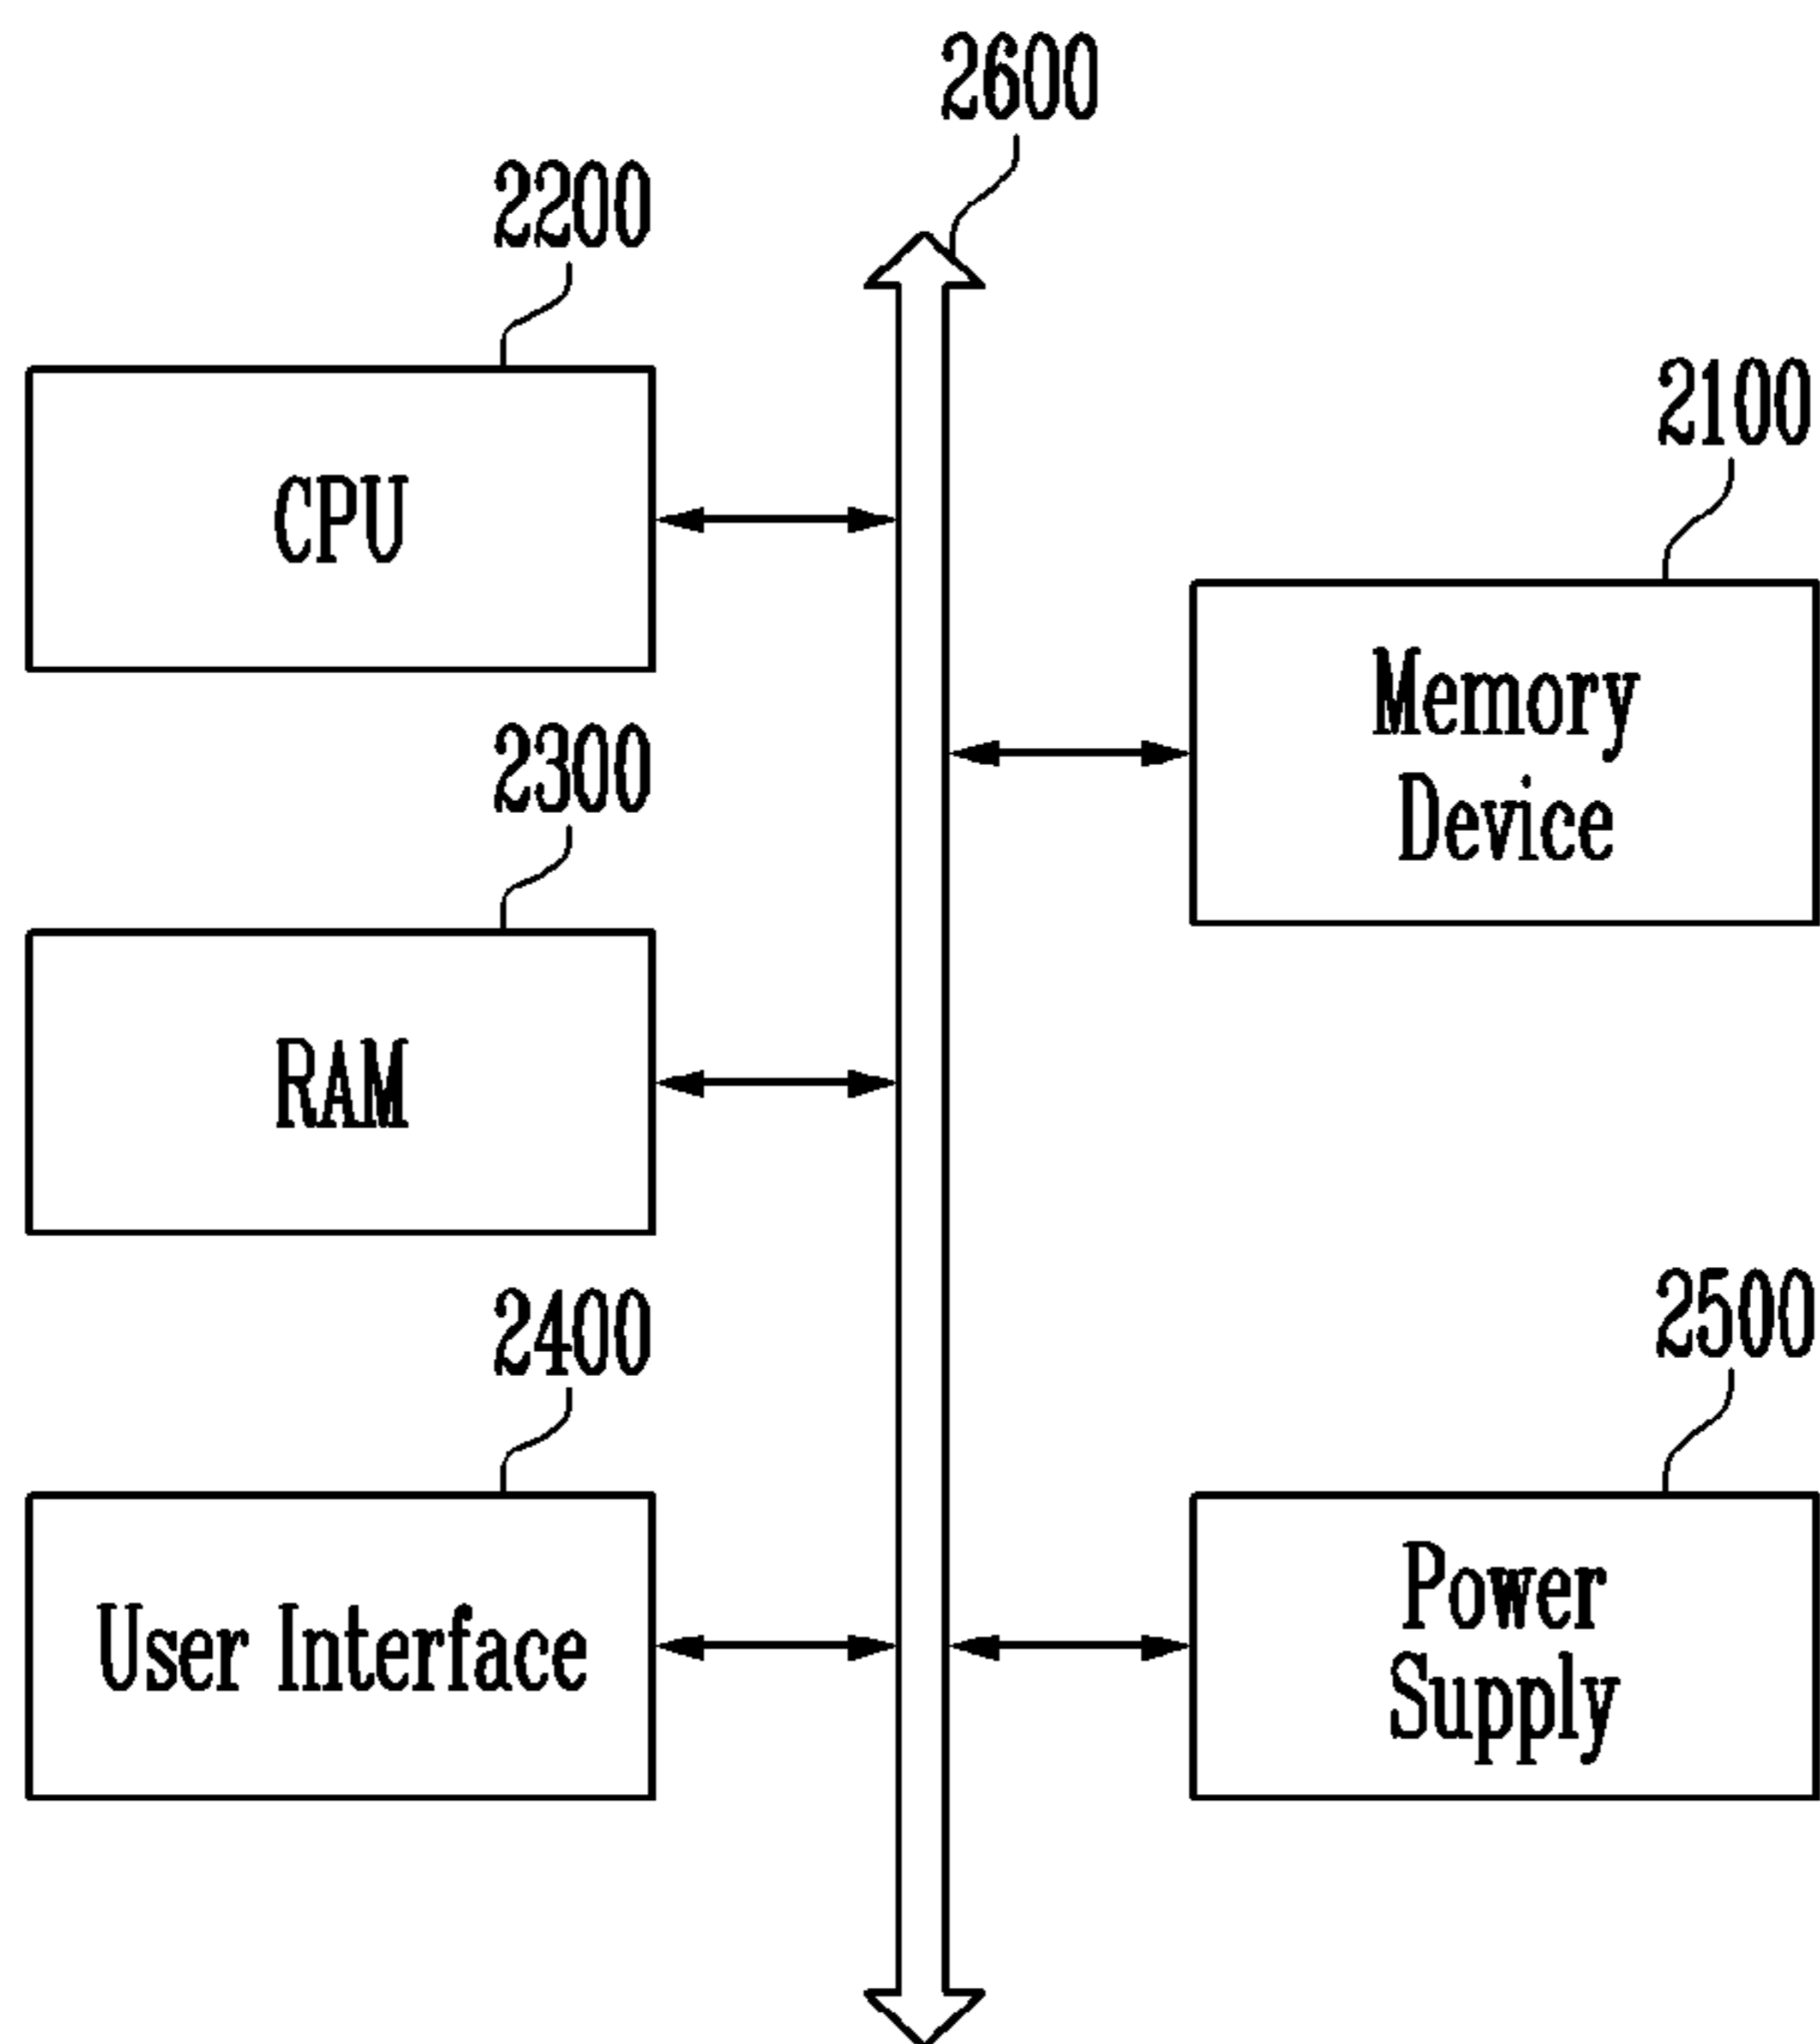 2600
2200
CPU
2100
Memory
Device
2300
RAM
2400
User Interface
2500
Power
Supply